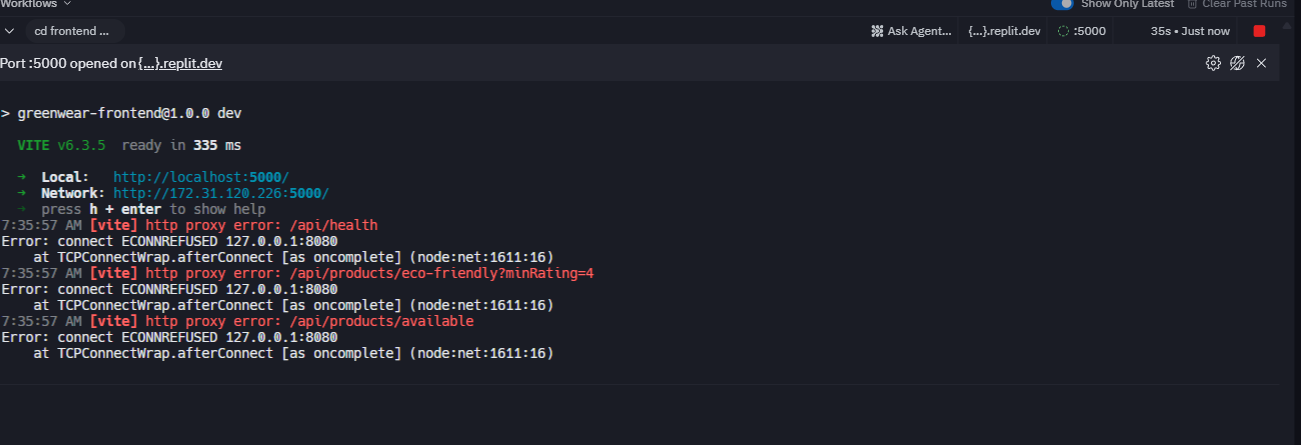 Workflows
Show Only Latest Clear Past Runs
cd frontend ... Ask Agent... {...}.replit.dev :5000 35s • Just now
Port :5000 opened on {...}.replit.dev
> greenwear-frontend@1.0.0 dev
VITE v6.3.5 ready in 335 ms
➜ Local: http://localhost:5000/
➜ Network: http://172.31.120.226:5000/
➜ press h + enter to show help
7:35:57 AM [vite] http proxy error: /api/health
Error: connect ECONNREFUSED 127.0.0.1:8080
at TCPConnectWrap.afterConnect [as oncomplete] (node:net:1611:16)
7:35:57 AM [vite] http proxy error: /api/products/eco-friendly?minRating=4
Error: connect ECONNREFUSED 127.0.0.1:8080
at TCPConnectWrap.afterConnect [as oncomplete] (node:net:1611:16)
7:35:57 AM [vite] http proxy error: /api/products/available
Error: connect ECONNREFUSED 127.0.0.1:8080
at TCPConnectWrap.afterConnect [as oncomplete] (node:net:1611:16)